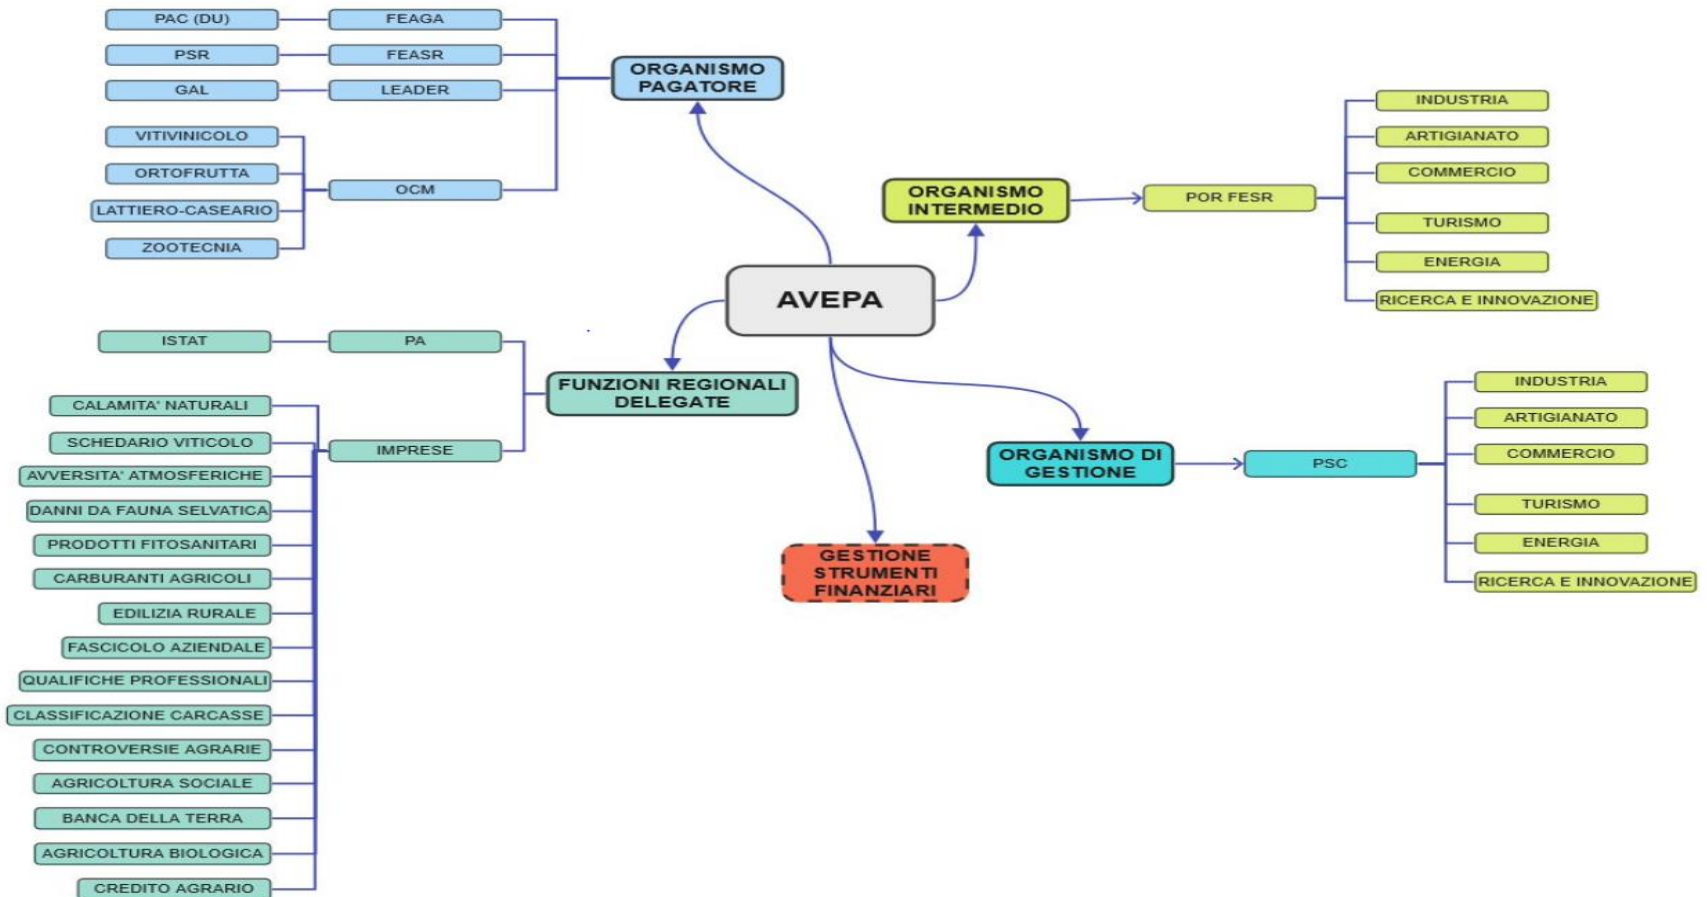 PAC (DU)
FEAGA
PSR
FEASR
GAL
LEADER
VITIVINICOLO
ORTOFRUTTA
LATTIERO-CASEARIO
ZOOTECNIA
OCM
ORGANISMO
PAGATORE
ORGANISMO
INTERMEDIO
POR FESR
INDUSTRIA
ARTIGIANATO
COMMERCIO
TURISMO
ENERGIA
RICERCA E INNOVAZIONE
AVEPA
ISTAT
PA
FUNZIONI REGIONALI
DELEGATE
IMPRESE
CALAMITA' NATURALI
SCHEDARIO VITICOLO
AVVERSITA' ATMOSFERICHE
DANNI DA FAUNA SELVATICA
PRODOTTI FITOSANITARI
CARBURANTI AGRICOLI
EDILIZIA RURALE
FASCICOLO AZIENDALE
QUALIFICHE PROFESSIONALI
CLASSIFICAZIONE CARCASSE
CONTROVERSIE AGRARIE
AGRICOLTURA SOCIALE
BANCA DELLA TERRA
AGRICOLTURA BIOLOGICA
CREDITO AGRARIO
ORGANISMO DI
GESTIONE
PSC
INDUSTRIA
ARTIGIANATO
COMMERCIO
TURISMO
ENERGIA
RICERCA E INNOVAZIONE
GESTIONE
STRUMENTI
FINANZIARI